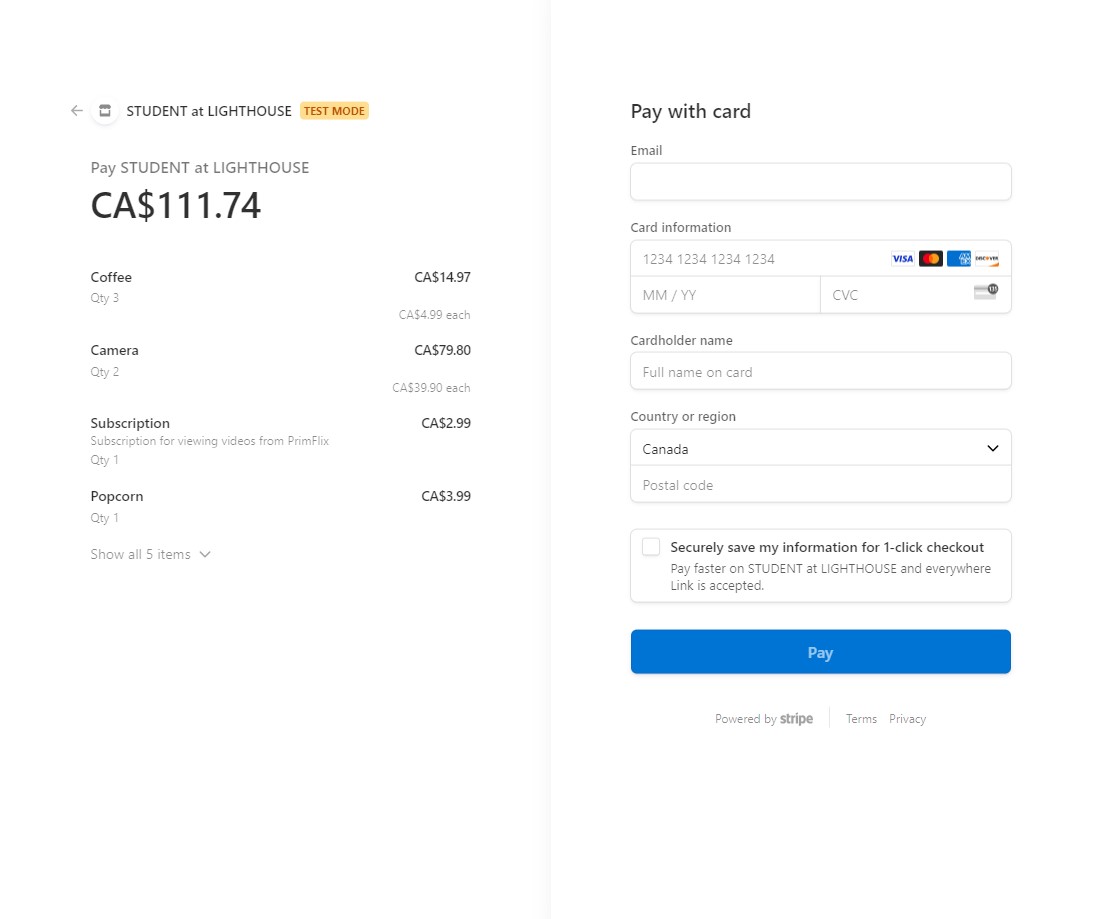 STUDENT at LIGHTHOUSE TEST MODE
Pay STUDENT at LIGHTHOUSE
CA$111.74
Coffee CA$14.97
Qty 3
CA$4.99 each
Camera CA$79.80
Qty 2
CA$39.90 each
Subscription CA$2.99
Subscription for viewing videos from PrimFlix
Qty 1
Popcorn CA$3.99
Qty 1
Show all 5 items
Pay with card
Email
Card information
1234 1234 1234 1234 VISA DISCOVER
MM / YY CVC
Cardholder name
Full name on card
Country or region
Canada
Postal code
Securely save my information for 1-click checkout
Pay faster on STUDENT at LIGHTHOUSE and everywhere
Link is accepted.
Pay
Powered by stripe Terms Privacy